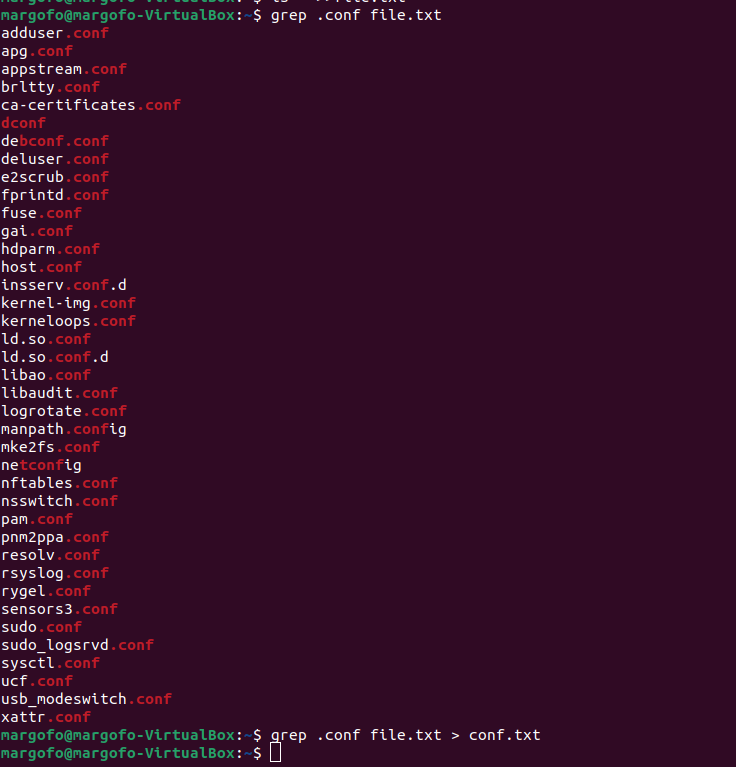 margofo@margofo-VirtualBox:~$ grep .conf file.txt
adduser.conf
apg.conf
appstream.conf
brltty.conf
ca-certificates.conf
dconf
debconf.conf
deluser.conf
e2scrub.conf
fprintd.conf
fuse.conf
gai.conf
hdparm.conf
host.conf
insserv.conf.d
kernel-img.conf
kerneloops.conf
ld.so.conf
ld.so.conf.d
libao.conf
libaudit.conf
logrotate.conf
manpath.config
mke2fs.conf
netconfig
nftables.conf
nsswitch.conf
pam.conf
pnm2ppa.conf
resolv.conf
rsyslog.conf
rygel.conf
sensors3.conf
sudo.conf
sudo_logsrvd.conf
sysctl.conf
ucf.conf
usb_modeswitch.conf
xattr.conf
margofo@margofo-VirtualBox:~$ grep .conf file.txt > conf.txt
margofo@margofo-VirtualBox:~$